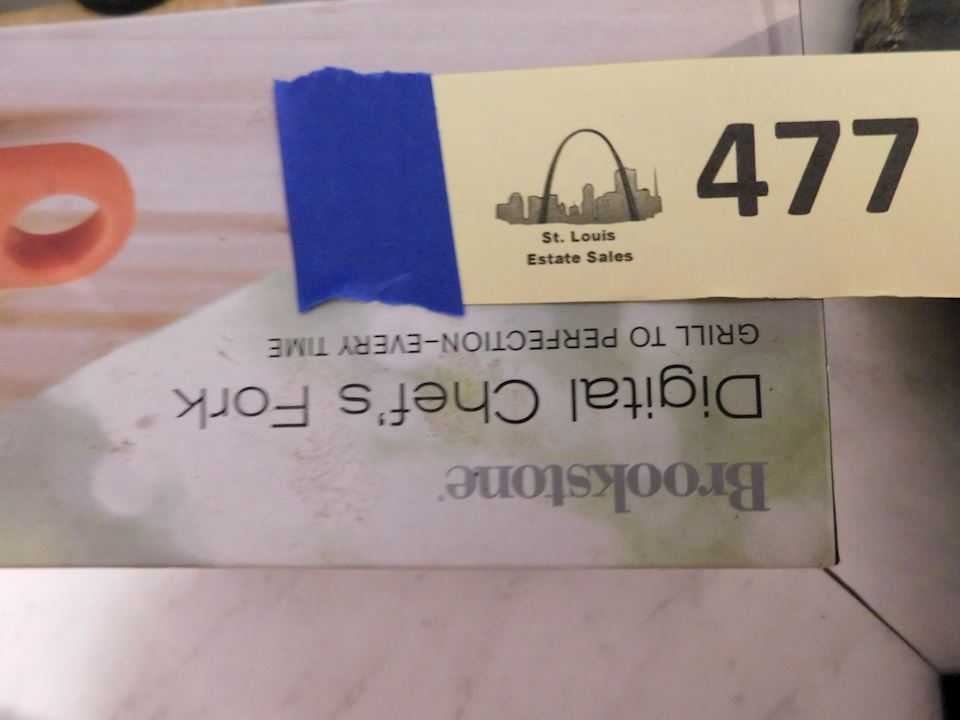 477
St. Louis
Estate Sales
Brookstone®
Digital Chef's Fork
GRILL TO PERFECTION–EVERY TIME